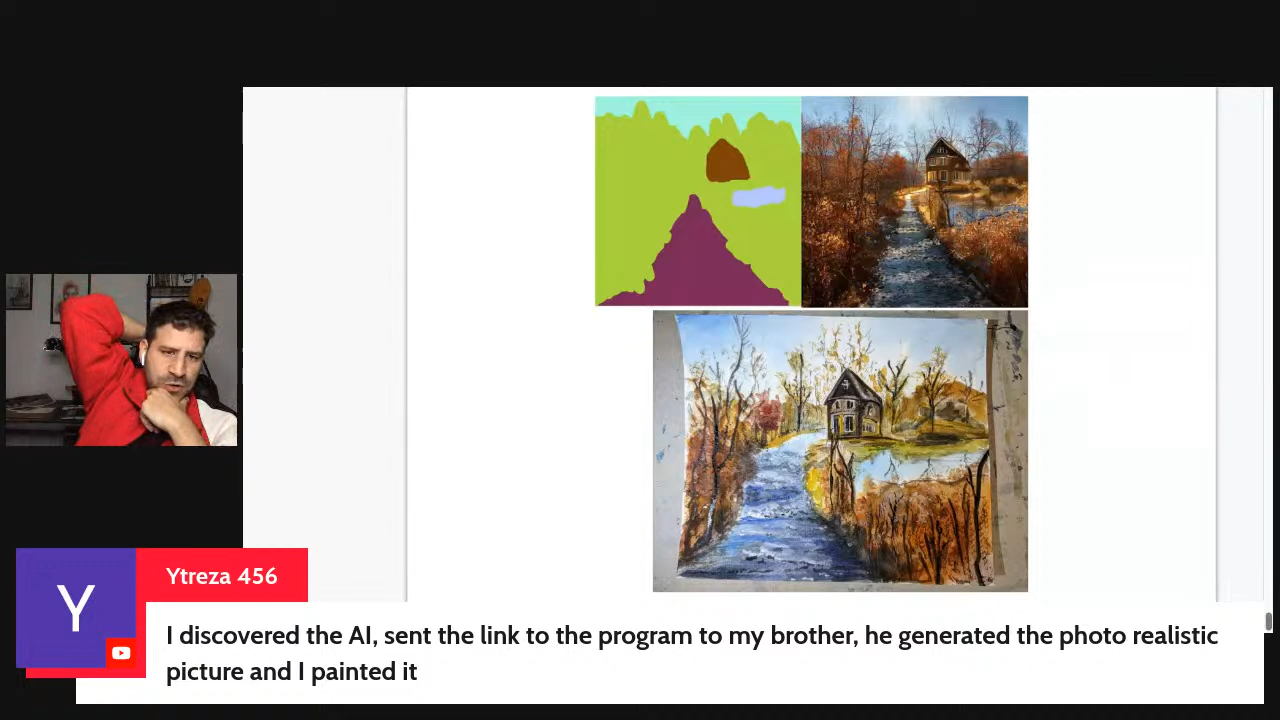 Y
Ytreza 456
I discovered the AI, sent the link to the program to my brother, he generated the photo realistic
picture and I painted it